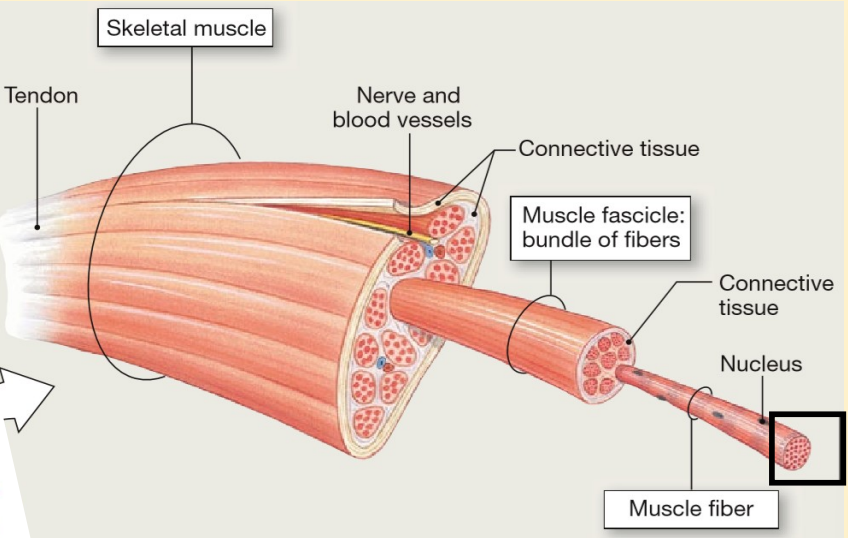 Skeletal muscle
Tendon
Nerve and
blood vessels
Connective tissue
Muscle fascicle:
bundle of fibers
Connective
tissue
Nucleus
Muscle fiber